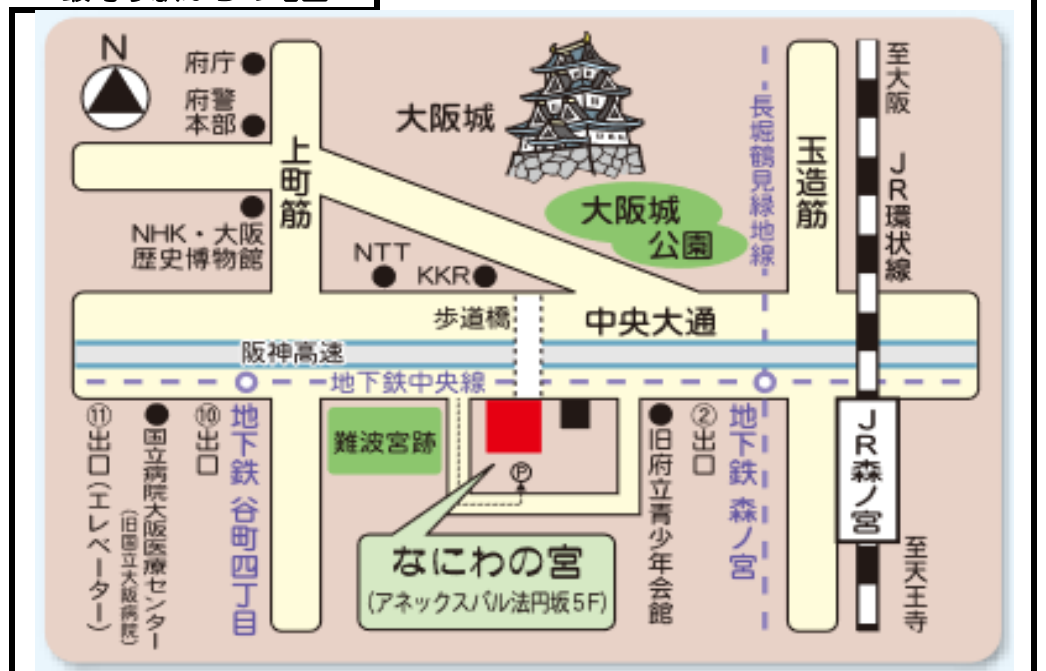 N
府庁
府警
本部
大阪城
上町筋
長堀鶴見緑地線
玉造筋
至大阪
JR環状線
NHK・大阪
歴史博物館
NTT
KKR
大阪城
公園
歩道橋
中央大通
阪神高速
地下鉄中央線
⑪出口(エレベーター)
国立病院大阪医療センター
(旧国立大阪病院)
⑩出口
地下鉄 谷町四丁目
難波宮跡
P
旧府立青少年会館
②出口
地下鉄 森ノ宮
JR森ノ宮
至天王寺
なにわの宮
(アネックスパル法円坂5F)